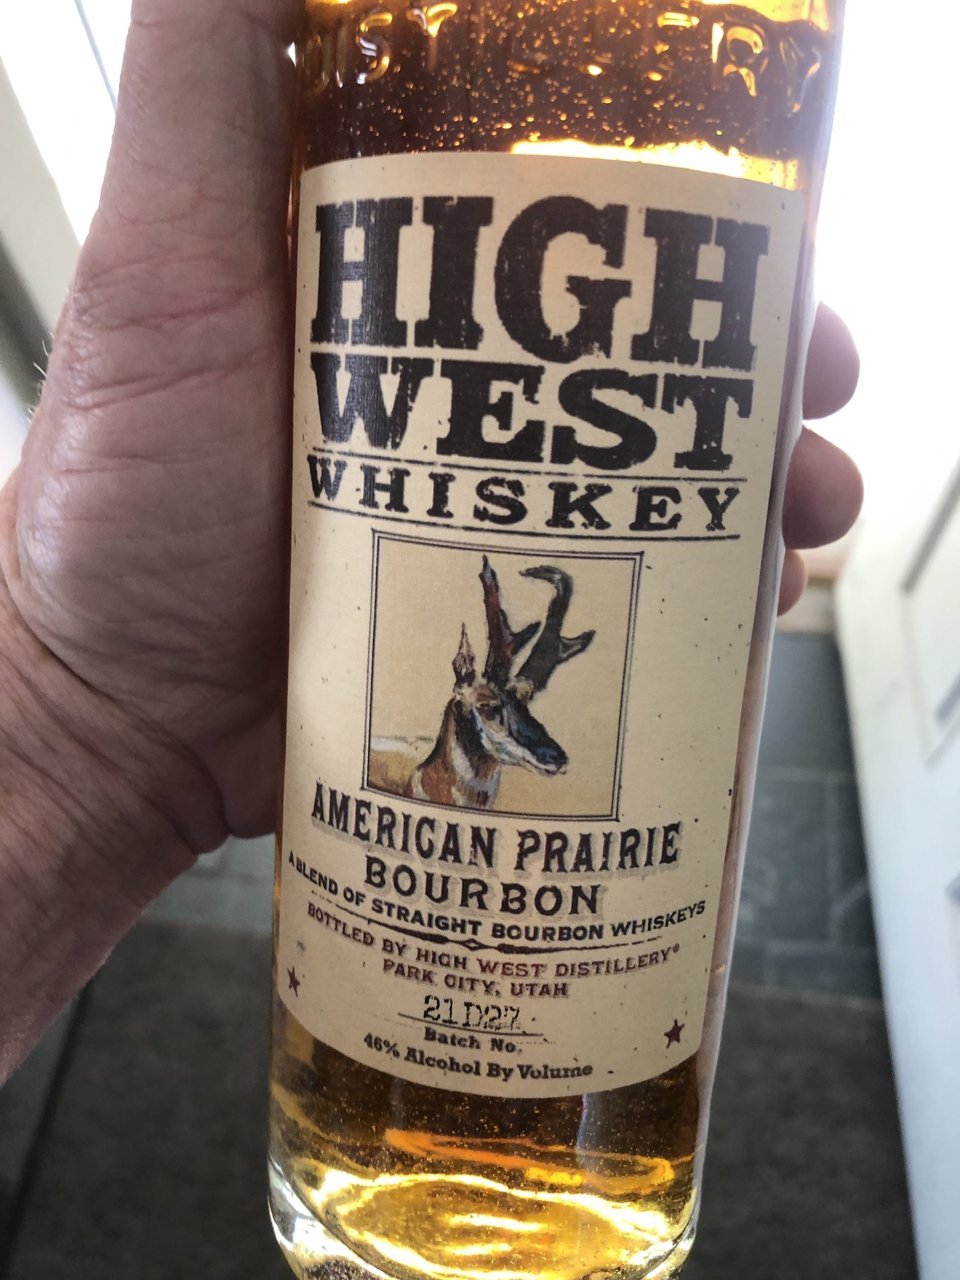 HIGH
WEST
WHISKEY
AMERICAN PRAIRIE
BOURBON
A BLEND OF STRAIGHT BOURBON WHISKEYS
BOTTLED BY HIGH WEST DISTILLERY®
PARK CITY, UTAH
21D27
Batch No.
46% Alcohol By Volume